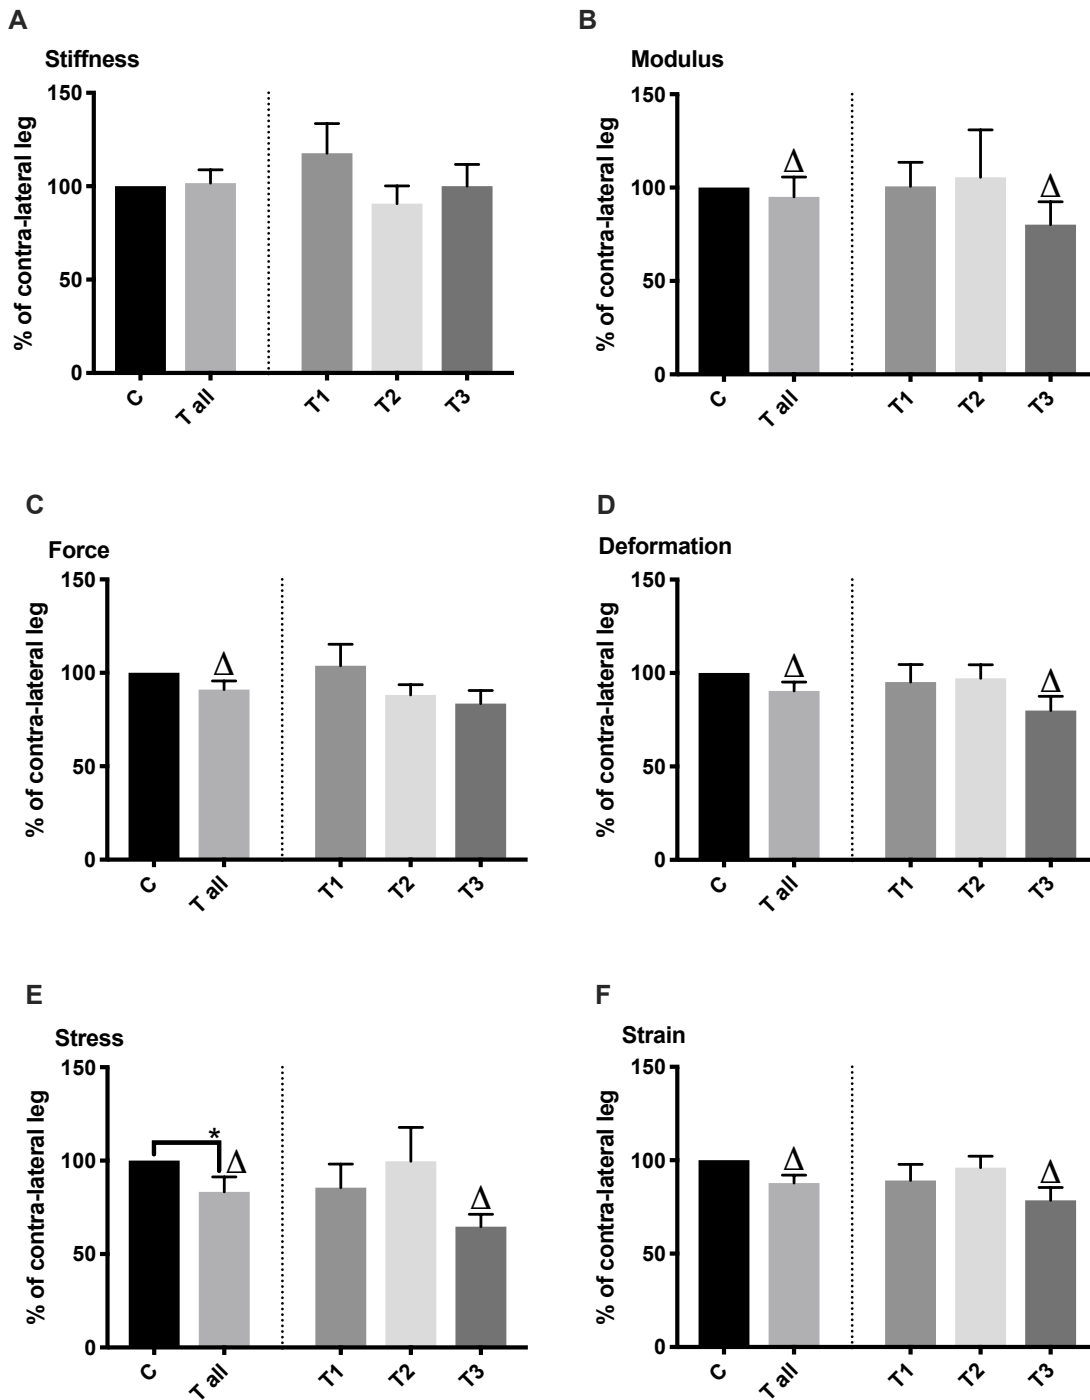 A
Stiffness
% of contra-lateral leg
150
100
50
0
C
T all
T1
T2
T3
B
Modulus
% of contra-lateral leg
150
100
50
0
Δ
Δ
C
T all
T1
T2
T3
C
Force
% of contra-lateral leg
150
100
50
0
Δ
C
T all
T1
T2
T3
D
Deformation
% of contra-lateral leg
150
100
50
0
Δ
Δ
C
T all
T1
T2
T3
E
Stress
% of contra-lateral leg
150
100
50
0
*
Δ
Δ
C
T all
T1
T2
T3
F
Strain
% of contra-lateral leg
150
100
50
0
Δ
Δ
C
T all
T1
T2
T3